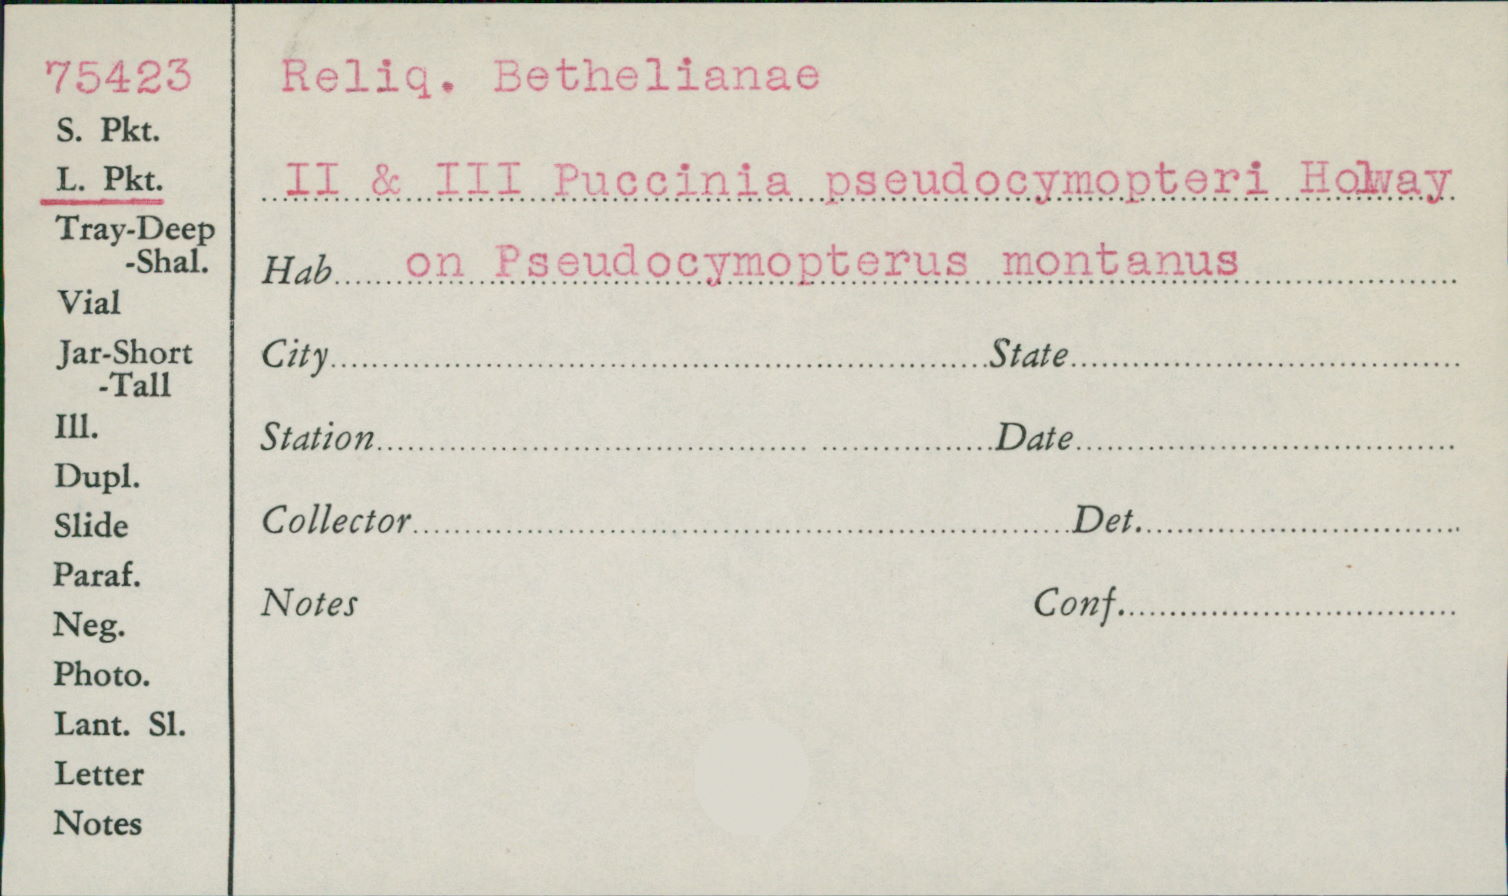 75423
Reliq. Bethelianae
S. Pkt.
L. Pkt.
II & III Puccinia pseudocymopteri Holway
Tray-Deep
-Shal.
Hab. on Pseudocymopterus montanus
Vial
Jar-Short
-Tall
City State
Ill.
Station Date
Dupl.
Slide
Collector Det.
Paraf.
Notes Conf.
Neg.
Photo.
Lant. Sl.
Letter
Notes